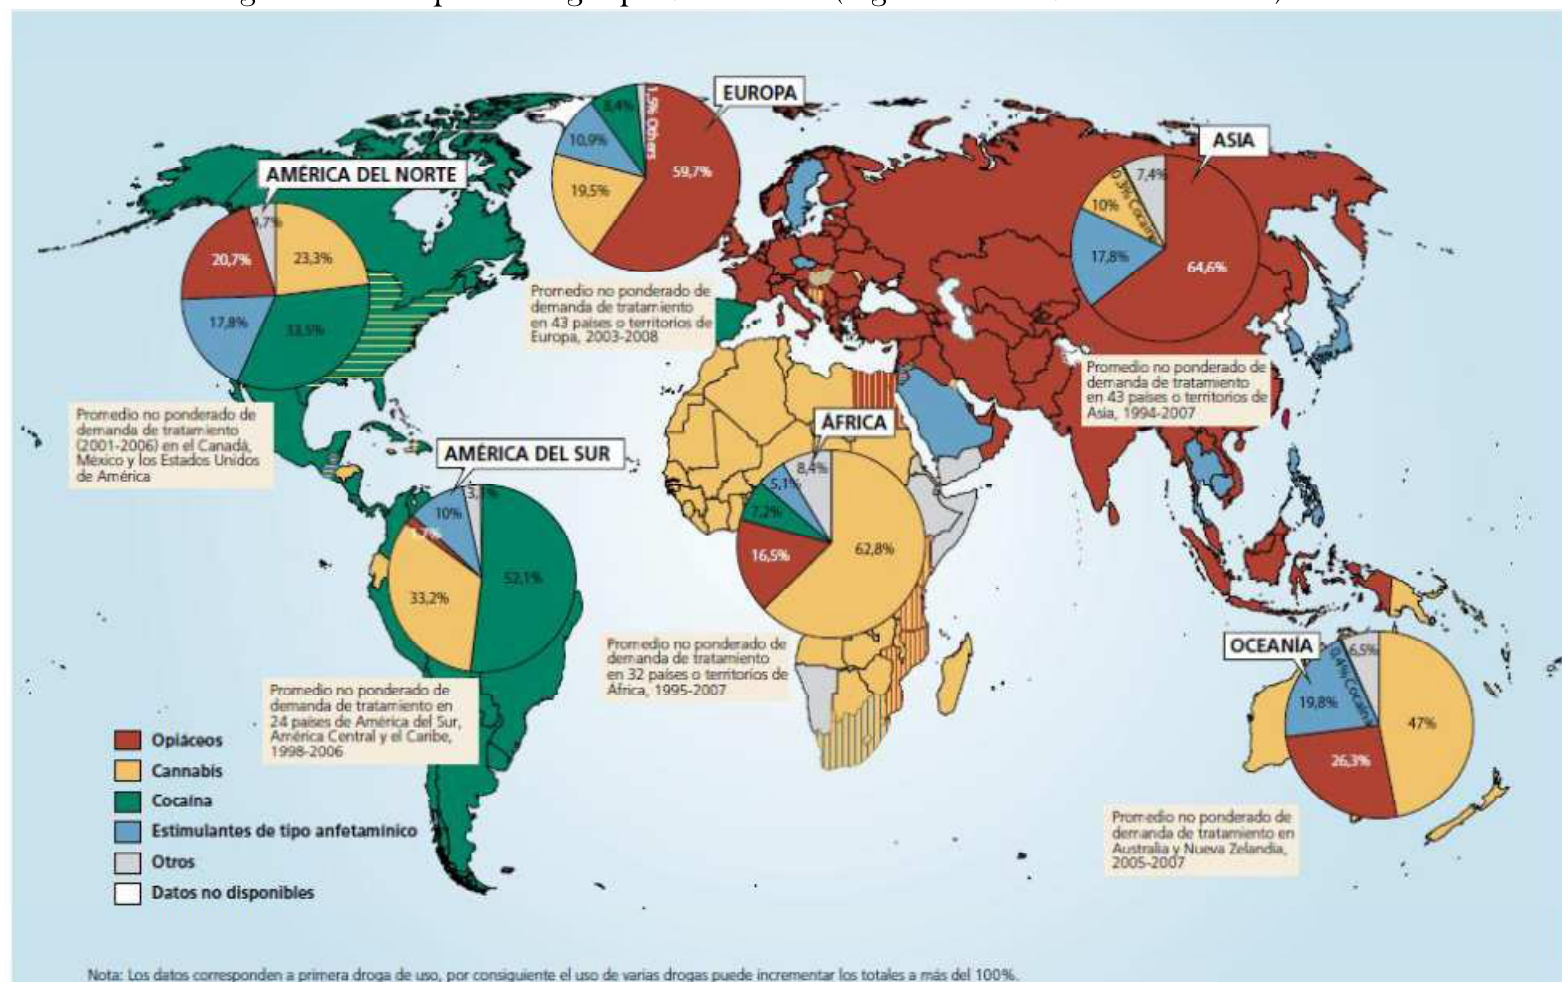 EUROPA
8,4%
1,5% Others
10,9%
59,7%
19,5%
Promedio no ponderado de
demanda de tratamiento
en 43 países o territorios de
Europa, 2003-2008
ASIA
7,4%
0,3% Cocaína
10%
17,8%
64,6%
Promedio no ponderado de
demanda de tratamiento
en 43 países o territorios de
Asia, 1994-2007
AMÉRICA DEL NORTE
4,7%
20,7%
23,3%
17,8%
33,5%
Promedio no ponderado de
demanda de tratamiento
(2001-2006) en el Canadá,
México y los Estados Unidos
de América
ÁFRICA
8,4%
5,1%
7,2%
16,5%
62,8%
Promedio no ponderado de
demanda de tratamiento
en 32 países o territorios de
África, 1995-2007
AMÉRICA DEL SUR
10%
52,1%
33,2%
Promedio no ponderado de
demanda de tratamiento en
24 países de América del Sur,
América Central y el Caribe,
1998-2006
OCEANÍA
6,5%
0,4% Cocaína
19,8%
47%
26,3%
Promedio no ponderado de
demanda de tratamiento en
Australia y Nueva Zelandia,
2005-2007
Opiáceos
Cannabis
Cocaína
Estimulantes de tipo anfetamínico
Otros
Datos no disponibles
Nota: Los datos corresponden a primera droga de uso, por consiguiente el uso de varias drogas puede incrementar los totales a más del 100%.